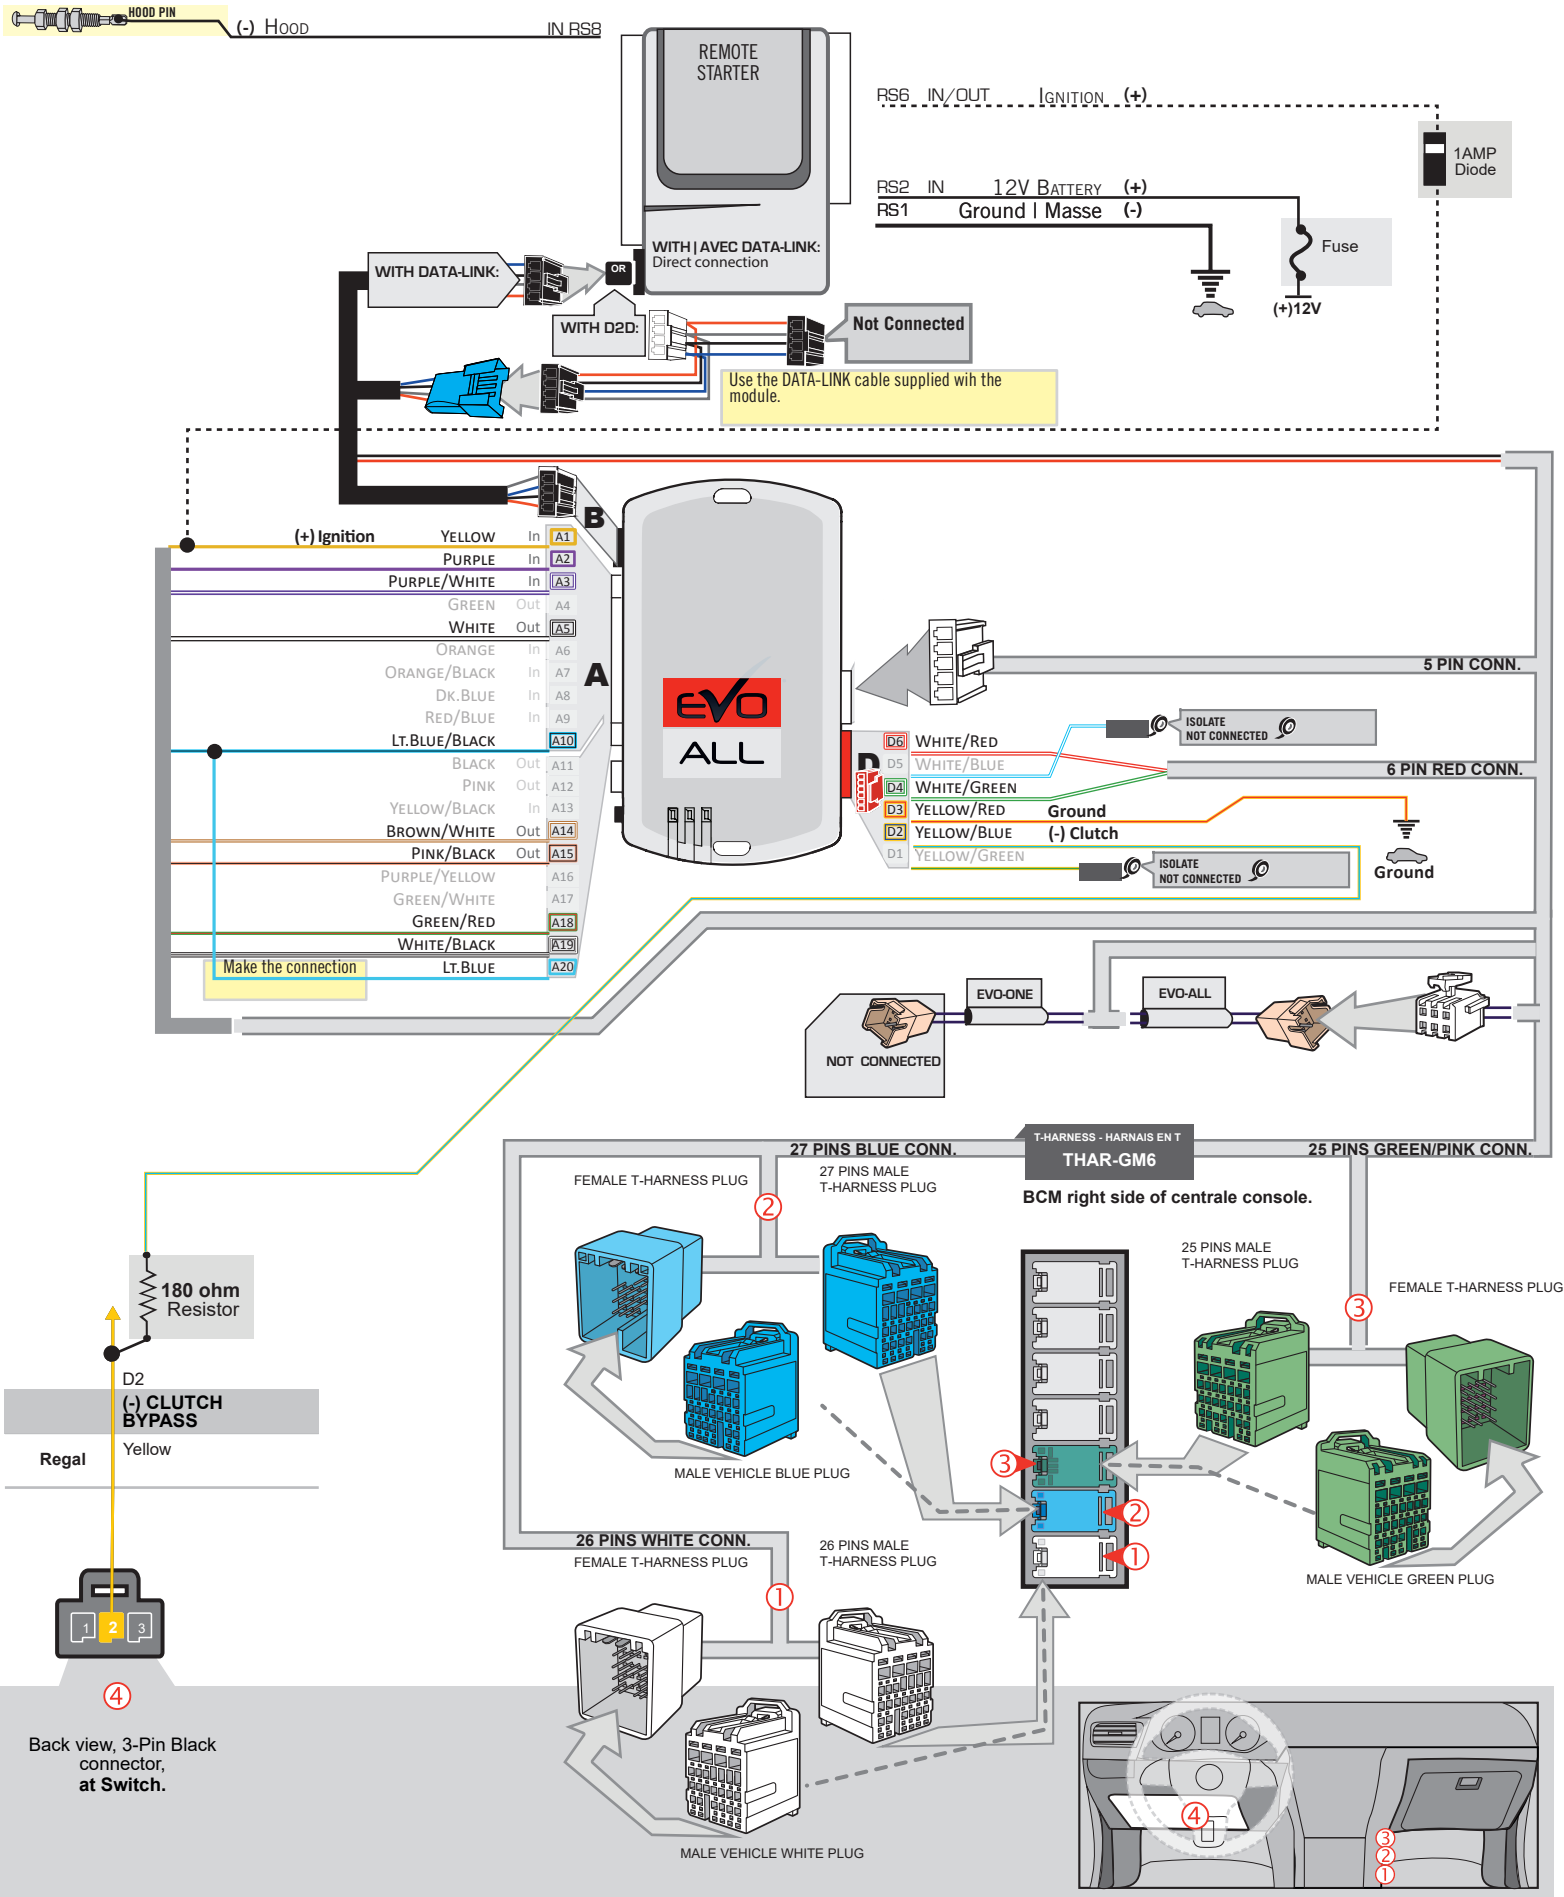 HOOD PIN
(-) HOOD IN RS8
REMOTE
STARTER
RS6 IN/OUT IGNITION (+)
1AMP
Diode
RS2 IN 12V BATTERY (+)
RS1 Ground | Masse (-)
Fuse
(+)12V
WITH | AVEC DATA-LINK:
Direct connection
WITH DATA-LINK:
OR
WITH D2D:
Not Connected
Use the DATA-LINK cable supplied wih the
module.
B
(+) Ignition YELLOW In A1
PURPLE In A2
PURPLE/WHITE In A3
GREEN Out A4
WHITE Out A5
ORANGE In A6
ORANGE/BLACK In A7
DK.BLUE In A8
RED/BLUE In A9
LT.BLUE/BLACK A10
BLACK Out A11
PINK Out A12
YELLOW/BLACK In A13
BROWN/WHITE Out A14
PINK/BLACK Out A15
PURPLE/YELLOW A16
GREEN/WHITE A17
GREEN/RED A18
WHITE/BLACK A19
LT.BLUE A20
Make the connection
A
EVO
ALL
5 PIN CONN.
ISOLATE
NOT CONNECTED
D
D6 WHITE/RED
D5 WHITE/BLUE
D4 WHITE/GREEN
D3 YELLOW/RED Ground
D2 YELLOW/BLUE (-) Clutch
D1 YELLOW/GREEN
6 PIN RED CONN.
ISOLATE
NOT CONNECTED
Ground
EVO-ONE
EVO-ALL
NOT CONNECTED
T-HARNESS - HARNAIS EN T
THAR-GM6
27 PINS BLUE CONN.
25 PINS GREEN/PINK CONN.
BCM right side of centrale console.
FEMALE T-HARNESS PLUG
27 PINS MALE
T-HARNESS PLUG
2
MALE VEHICLE BLUE PLUG
25 PINS MALE
T-HARNESS PLUG
FEMALE T-HARNESS PLUG
3
MALE VEHICLE GREEN PLUG
3
2
1
26 PINS WHITE CONN.
FEMALE T-HARNESS PLUG
26 PINS MALE
T-HARNESS PLUG
1
MALE VEHICLE WHITE PLUG
180 ohm
Resistor
D2
(-) CLUTCH
BYPASS
Regal Yellow
1 2 3
4
Back view, 3-Pin Black
connector,
at Switch.
4
3
2
1